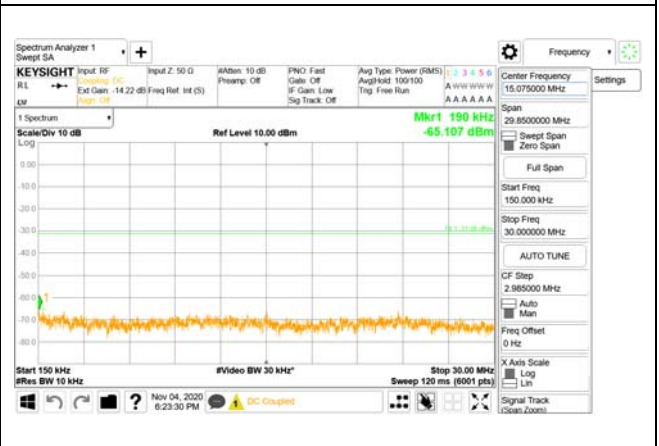 Spectrum Analyzer 1
Swept SA
+
Frequency
KEYSIGHT
RL
Input: RF
Coupling: DC
Ext Gain: -14.22 dB
Align: Off
Input Z: 50 Ω
Freq Ref: Int (S)
#Atten: 10 dB
Preamp: Off
PNO: Fast
Gate: Off
IF Gain: Low
Sig Track: Off
Avg Type: Power (RMS)
Avg|Hold: 100/100
Trig: Free Run
1 2 3 4 5 6
A W W W W W
A A A A A A
1 Spectrum
Scale/Div 10 dB
Log
Ref Level 10.00 dBm
Mkr1 190 kHz
-65.107 dBm
0.00
-10.0
-20.0
-30.0
-40.0
-50.0
-60.0
-70.0
-80.0
1
Start 150 kHz
#Res BW 10 kHz
#Video BW 30 kHz*
Stop 30.00 MHz
Sweep 120 ms (6001 pts)
Center Frequency
15.075000 MHz
Settings
Span
29.8500000 MHz
Swept Span
Zero Span
Full Span
Start Freq
150.000 kHz
Stop Freq
30.000000 MHz
AUTO TUNE
CF Step
2.985000 MHz
Auto
Man
Freq Offset
0 Hz
X Axis Scale
Log
Lin
Signal Track
(Span Zoom)
?
Nov 04, 2020
6:23:30 PM
DC Coupled